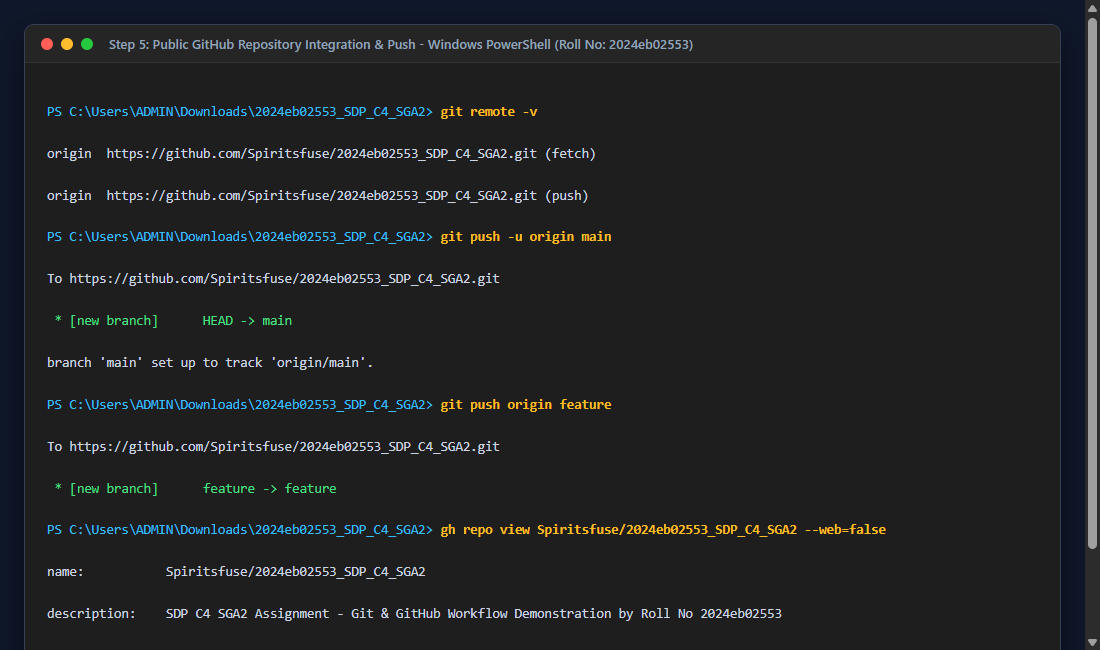 Step 5: Public GitHub Repository Integration & Push - Windows PowerShell (Roll No: 2024eb02553)
PS C:\Users\ADMIN\Downloads\2024eb02553_SDP_C4_SGA2> git remote -v
origin  https://github.com/Spiritsfuse/2024eb02553_SDP_C4_SGA2.git (fetch)
origin  https://github.com/Spiritsfuse/2024eb02553_SDP_C4_SGA2.git (push)
PS C:\Users\ADMIN\Downloads\2024eb02553_SDP_C4_SGA2> git push -u origin main
To https://github.com/Spiritsfuse/2024eb02553_SDP_C4_SGA2.git
 * [new branch]      HEAD -> main
branch 'main' set up to track 'origin/main'.
PS C:\Users\ADMIN\Downloads\2024eb02553_SDP_C4_SGA2> git push origin feature
To https://github.com/Spiritsfuse/2024eb02553_SDP_C4_SGA2.git
 * [new branch]      feature -> feature
PS C:\Users\ADMIN\Downloads\2024eb02553_SDP_C4_SGA2> gh repo view Spiritsfuse/2024eb02553_SDP_C4_SGA2 --web=false
name:           Spiritsfuse/2024eb02553_SDP_C4_SGA2
description:    SDP C4 SGA2 Assignment - Git & GitHub Workflow Demonstration by Roll No 2024eb02553